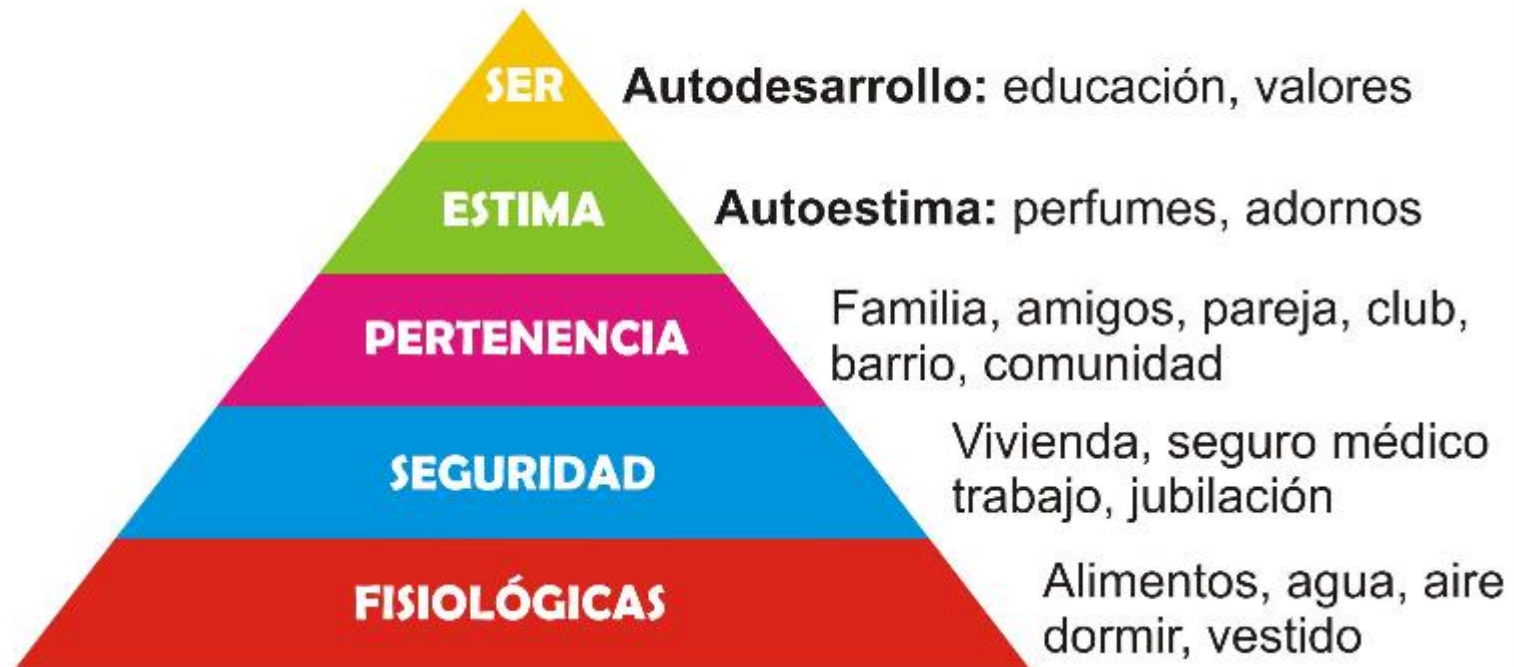 SER
Autodesarrollo: educación, valores
ESTIMA
Autoestima: perfumes, adornos
PERTENENCIA
Familia, amigos, pareja, club,
barrio, comunidad
SEGURIDAD
Vivienda, seguro médico
trabajo, jubilación
FISIOLÓGICAS
Alimentos, agua, aire
dormir, vestido